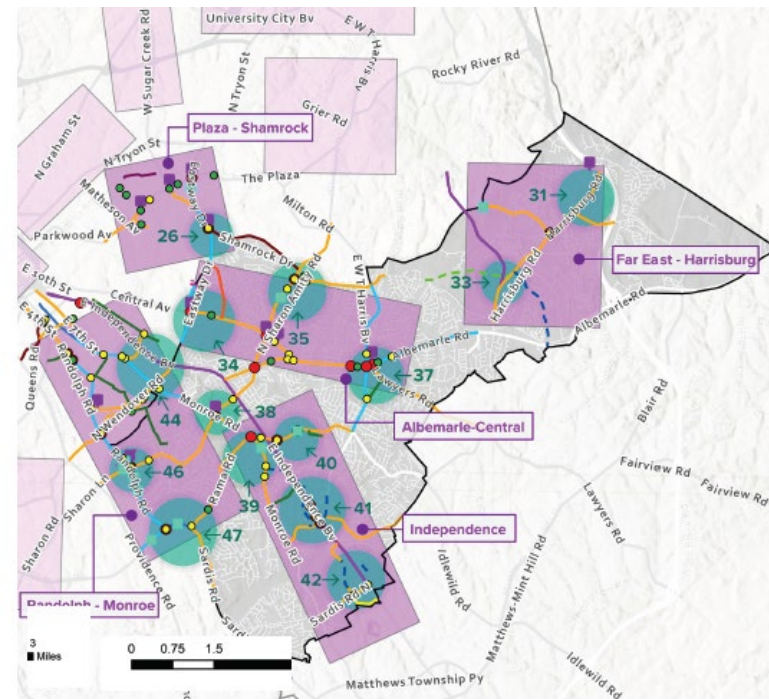 University City Bv
E W T Harris Bv
W Sugar Creek Rd
N Tryon St
Rocky River Rd
Grier Rd
N Graham St
Plaza - Shamrock
N Tryon St
The Plaza
Matheson Av
Eastway Dr
Milton Rd
31
Harrisburg Rd
Parkwood Av
26
Shamrock Dr
Far East - Harrisburg
E 10th St
Central Av
Eastway Dr
N Sharon Amity Rd
E W T Harris Bv
33
Harrisburg Rd
Albemarle Rd
E 7th St
E Independence Bv
35
34
Albemarle Rd
Queens Rd
Randolph Rd
N Wendover Rd
44
Monroe Rd
38
37
Lawyers Rd
Albemarle-Central
Blair Rd
46
Sharon Ln
Randolph Rd
Rama Rd
40
E Independence Bv
39
41
Fairview Rd
Fairview Rd
Lawyers Rd
Sharon Rd
47
Monroe Rd
Independence
Providence Rd
Sardis Rd
42
Sardis Rd N
Idlewild Rd
Matthews-Mint Hill Rd
Randolph - Monroe
3
Miles
0 0.75 1.5
Idlewild Rd
Matthews Township Py